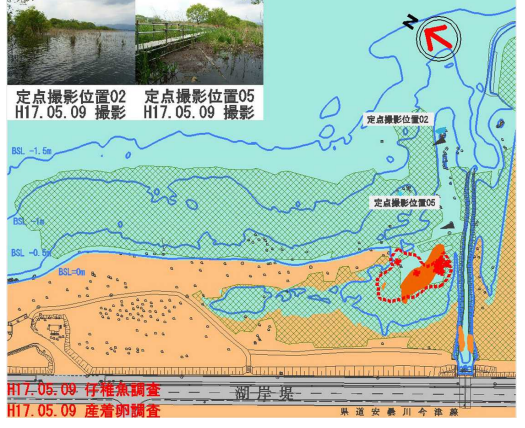 定点撮影位置02
H17.05.09 撮影
定点撮影位置05
H17.05.09 撮影
N
定点撮影位置02
BSL -1.5m
定点撮影位置05
BSL -1m
BSL -0.5m
BSL=0m
H17.05.09 仔稚魚調査
湖岸堤
H17.05.09 産着卵調査
県道安曇川今津線